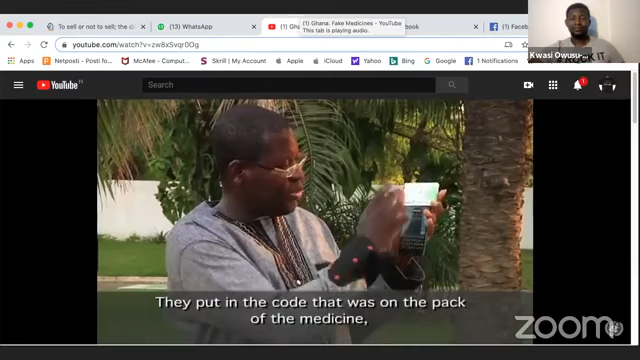 To sell or not to sell; the d
(13) WhatsApp
(1) Gh
(1) Ghana: Fake Medicines - YouTube
This tab is playing audio.
Faceb
youtube.com/watch?v=zw8xSvqr0Og
Apps
Netposti - Posti fo...
McAfee - Comput...
Skrill | My Account
Apple
iCloud
Yahoo
Bing
Google
1 Notifications
Kwasi Owusu-
YouTube
Search
1
They put in the code that was on the pack
of the medicine,
zoom